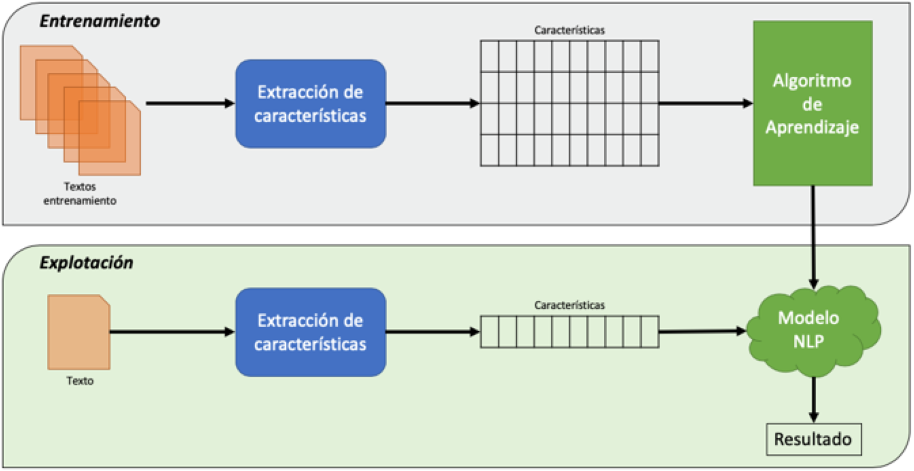 Entrenamiento
Textos
entrenamiento
Extracción de
características
Características
Algoritmo
de
Aprendizaje
Explotación
Texto
Extracción de
características
Características
Modelo
NLP
Resultado